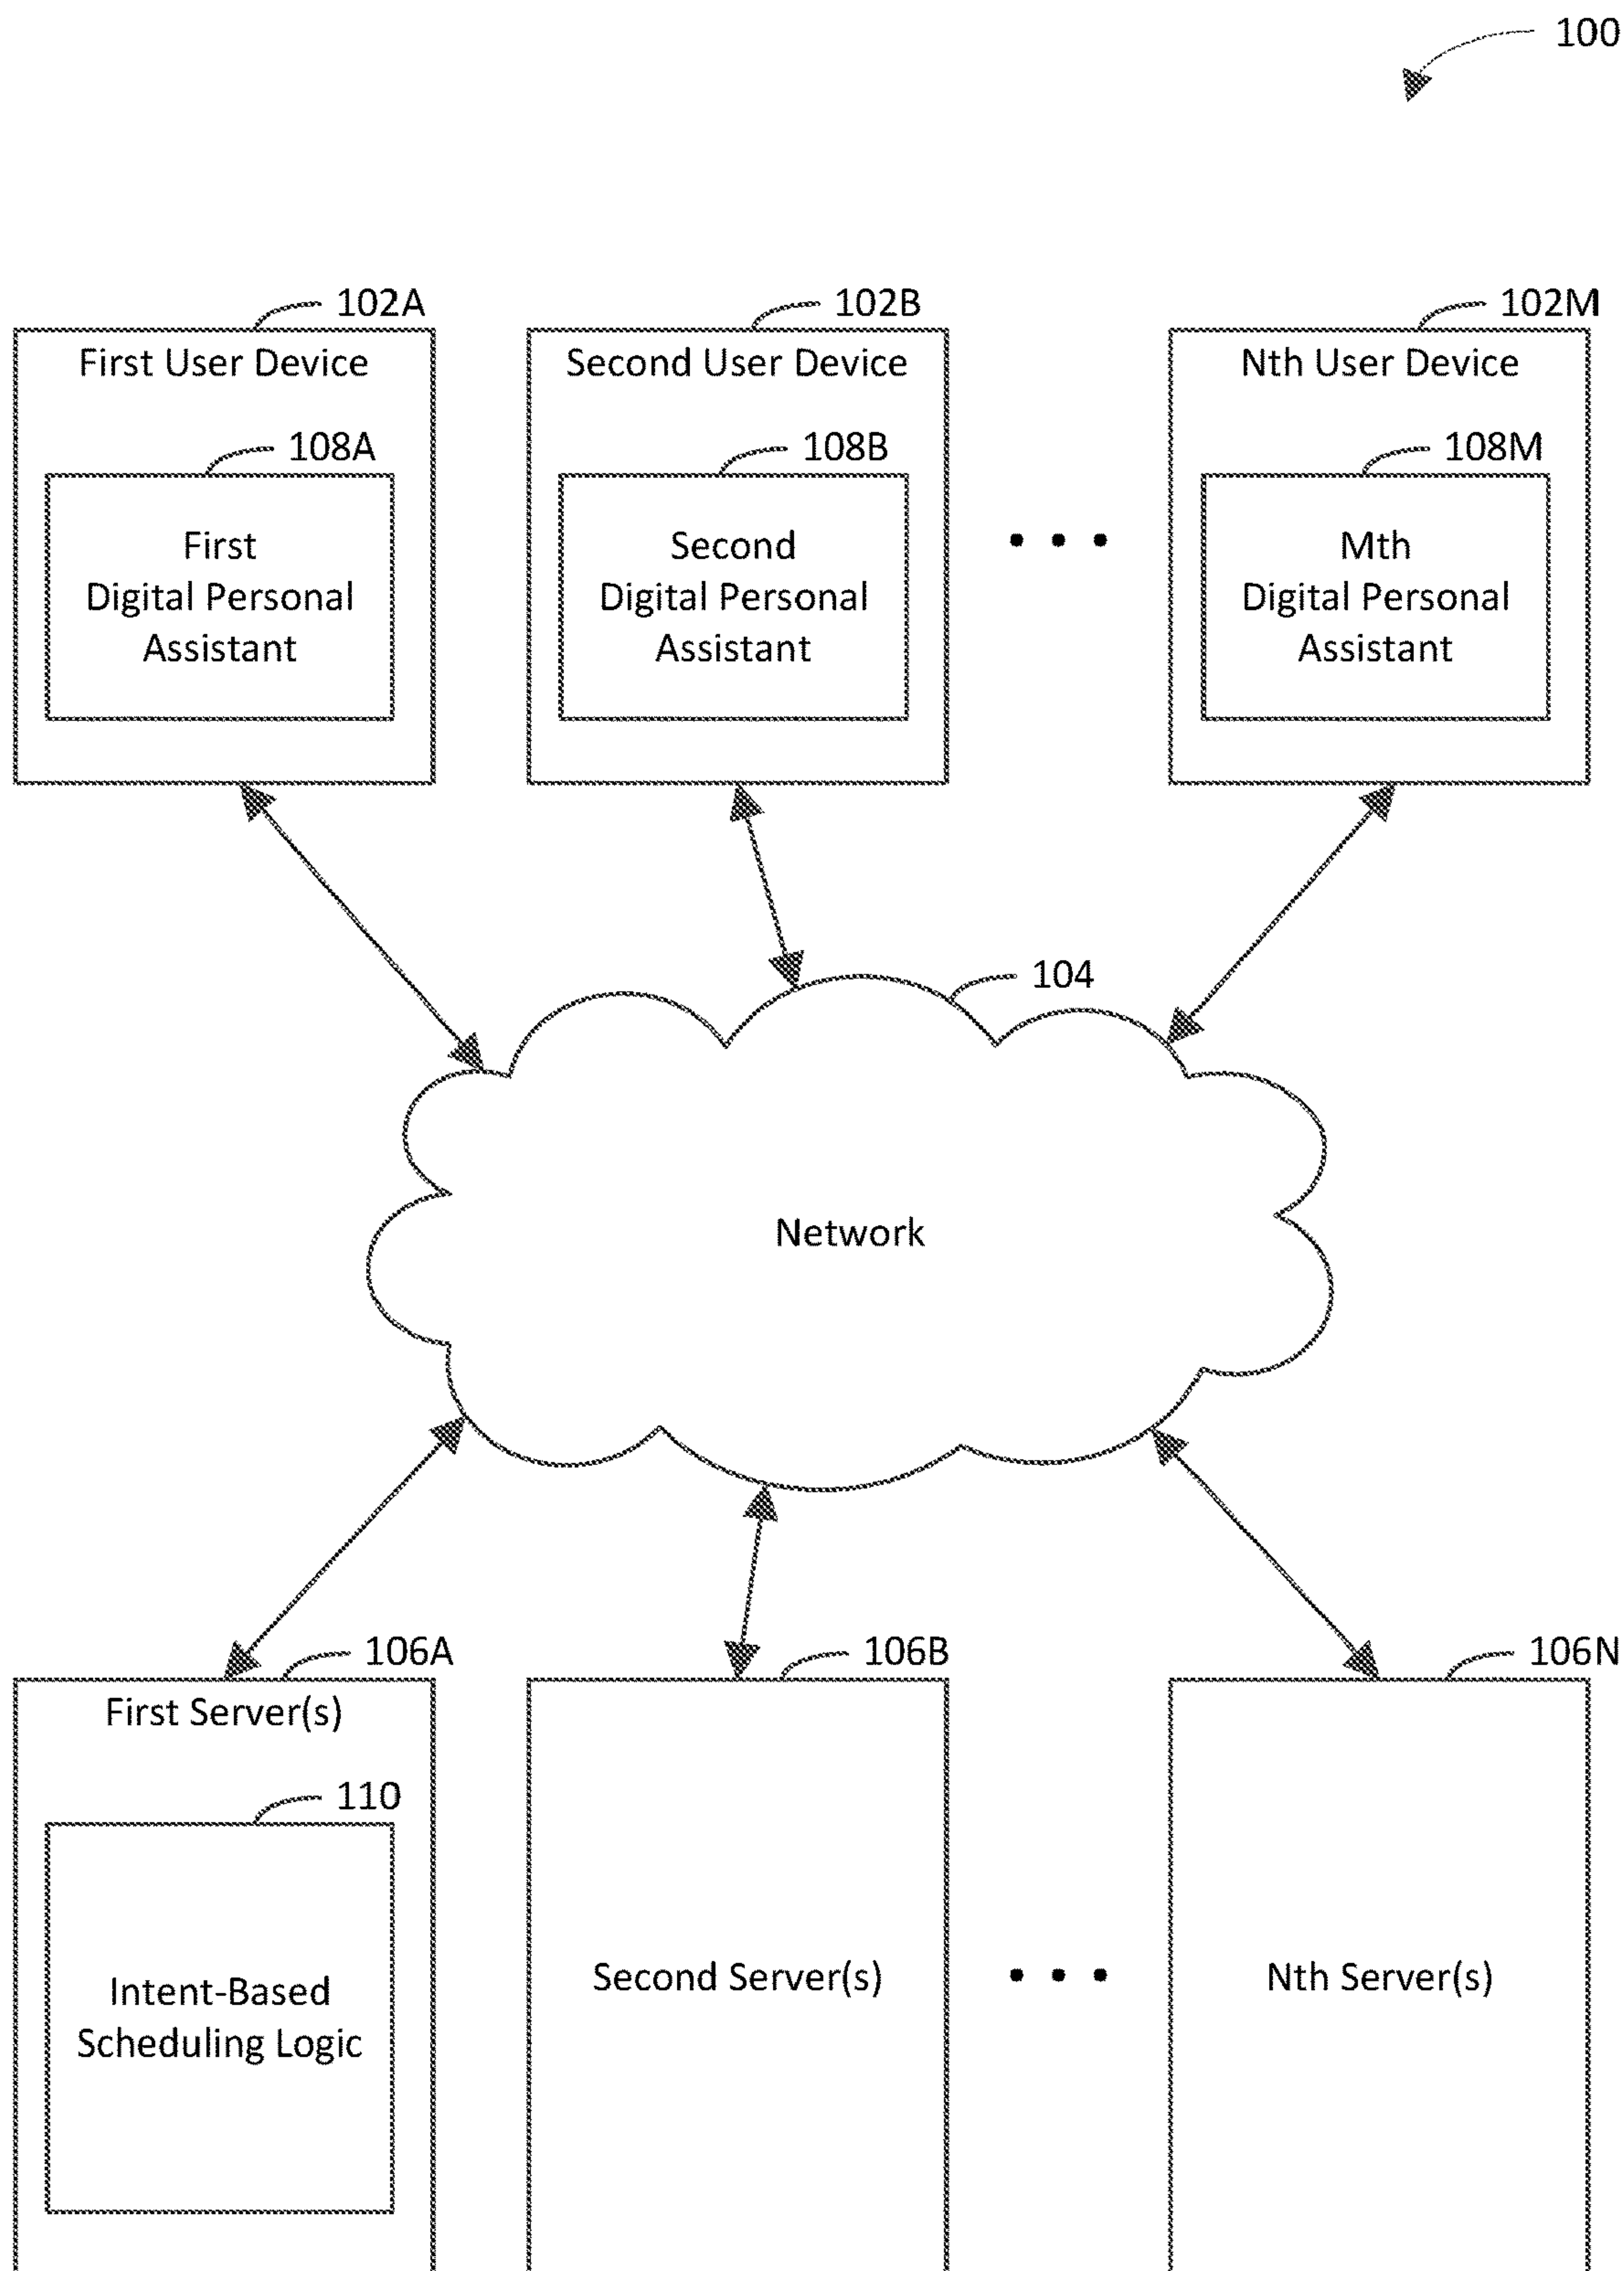 100
102A
102B
102M
First User Device
Second User Device
Nth User Device
108A
108B
108M
First
Digital Personal
Assistant
Second
Digital Personal
Assistant
Mth
Digital Personal
Assistant
104
Network
106A
106B
106N
First Server(s)
110
Intent-Based
Scheduling Logic
Second Server(s)
Nth Server(s)